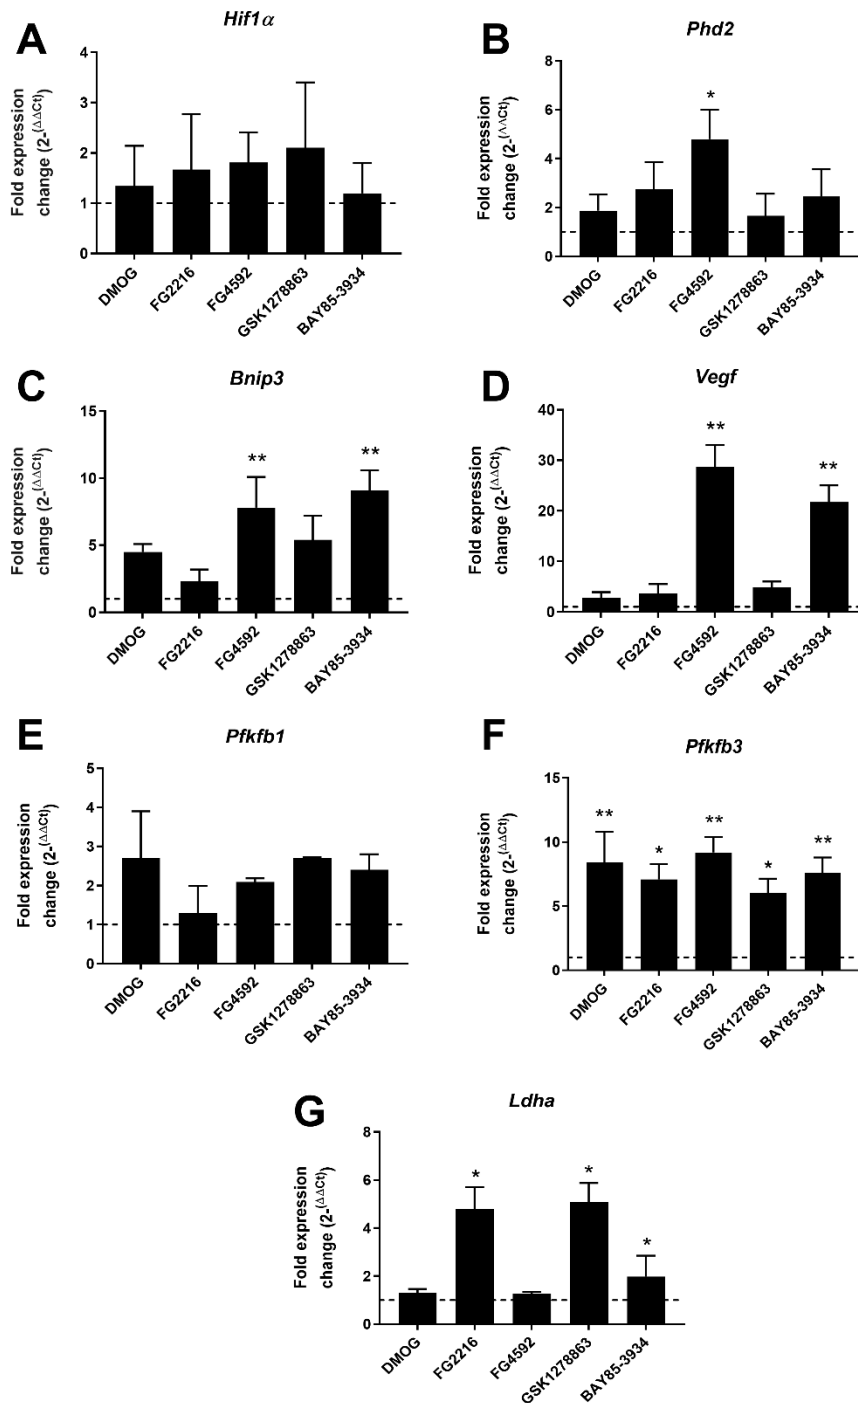 A
Hif1α
Fold expression
change (2-(ΔΔCt))
4
3
2
1
0
DMOG
FG2216
FG4592
GSK1278863
BAY85-3934
B
Phd2
Fold expression
change (2-(ΔΔCt))
8
6
4
2
0
*
DMOG
FG2216
FG4592
GSK1278863
BAY85-3934
C
Bnip3
Fold expression
change (2-(ΔΔCt))
15
10
5
0
**
**
DMOG
FG2216
FG4592
GSK1278863
BAY85-3934
D
Vegf
Fold expression
change (2-(ΔΔCt))
40
30
20
10
0
**
**
DMOG
FG2216
FG4592
GSK1278863
BAY85-3934
E
Pfkfb1
Fold expression
change (2-(ΔΔCt))
5
4
3
2
1
0
DMOG
FG2216
FG4592
GSK1278863
BAY85-3934
F
Pfkfb3
Fold expression
change (2-(ΔΔCt))
15
10
5
0
**
*
**
*
**
DMOG
FG2216
FG4592
GSK1278863
BAY85-3934
G
Ldha
Fold expression
change (2-(ΔΔCt))
8
6
4
2
0
*
*
*
DMOG
FG2216
FG4592
GSK1278863
BAY85-3934